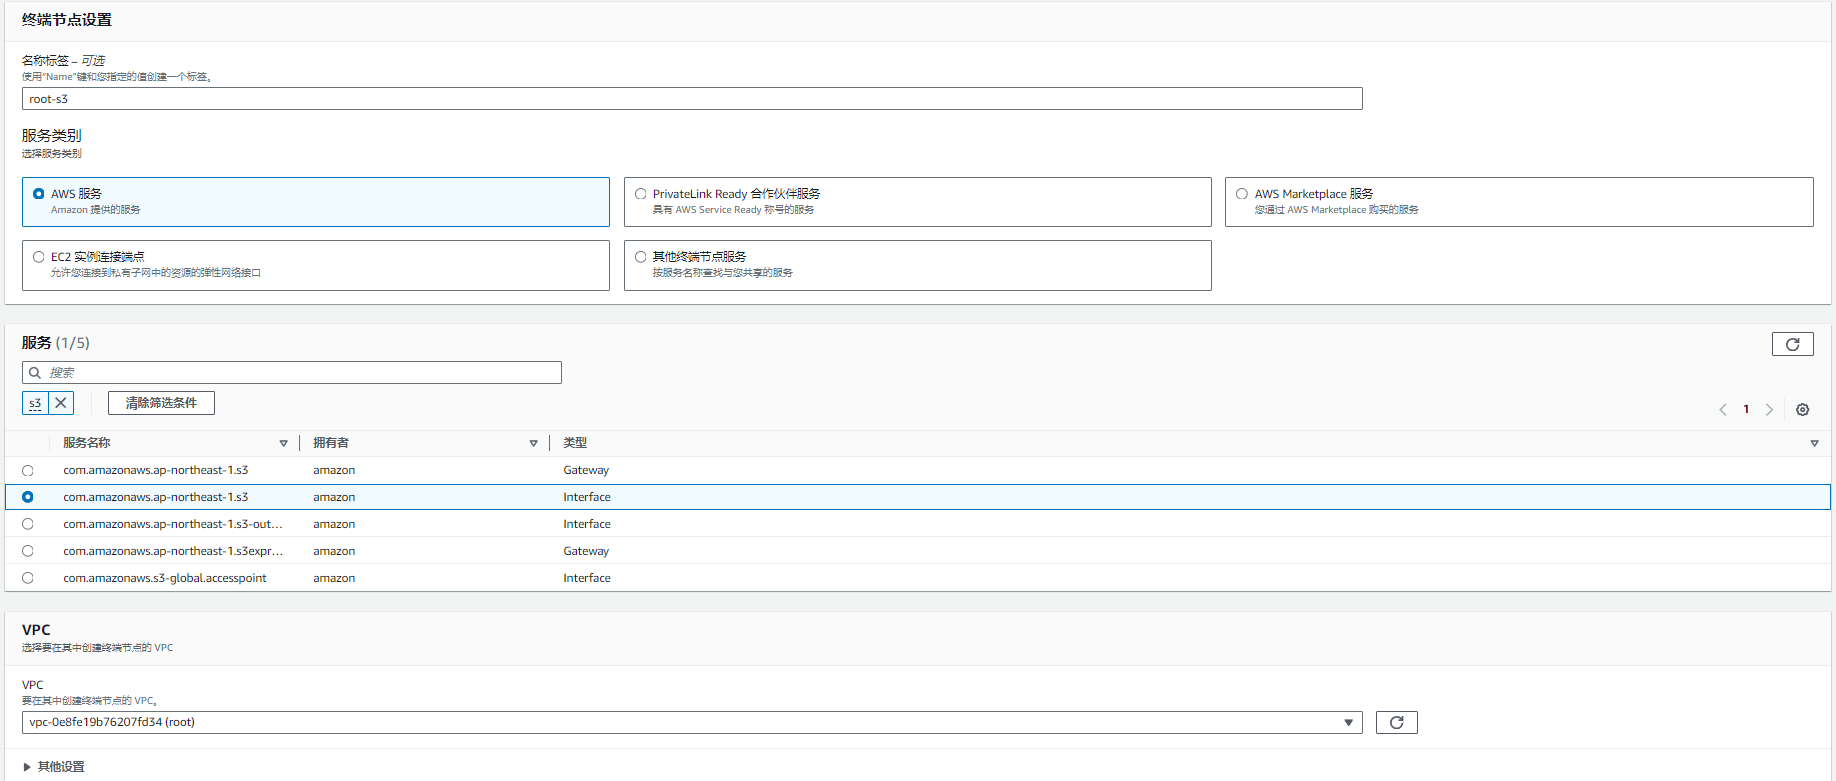 终端节点设置
名称标签 – 可选
使用“Name”键和您指定的值创建一个标签。
root-s3
服务类别
选择服务类别
AWS 服务
Amazon 提供的服务
PrivateLink Ready 合作伙伴服务
具有 AWS Service Ready 称号的服务
AWS Marketplace 服务
您通过 AWS Marketplace 购买的服务
EC2 实例连接端点
允许您连接到私有子网中的资源的弹性网络接口
其他终端节点服务
按服务名称查找与您共享的服务
服务 (1/5)
搜索
s3
清除筛选条件
1
服务名称 拥有者 类型
com.amazonaws.ap-northeast-1.s3 amazon Gateway
com.amazonaws.ap-northeast-1.s3 amazon Interface
com.amazonaws.ap-northeast-1.s3-out... amazon Interface
com.amazonaws.ap-northeast-1.s3expr... amazon Gateway
com.amazonaws.s3-global.accesspoint amazon Interface
VPC
选择要在其中创建终端节点的 VPC
VPC
要在其中创建终端节点的 VPC。
vpc-0e8fe19b76207fd34 (root)
其他设置